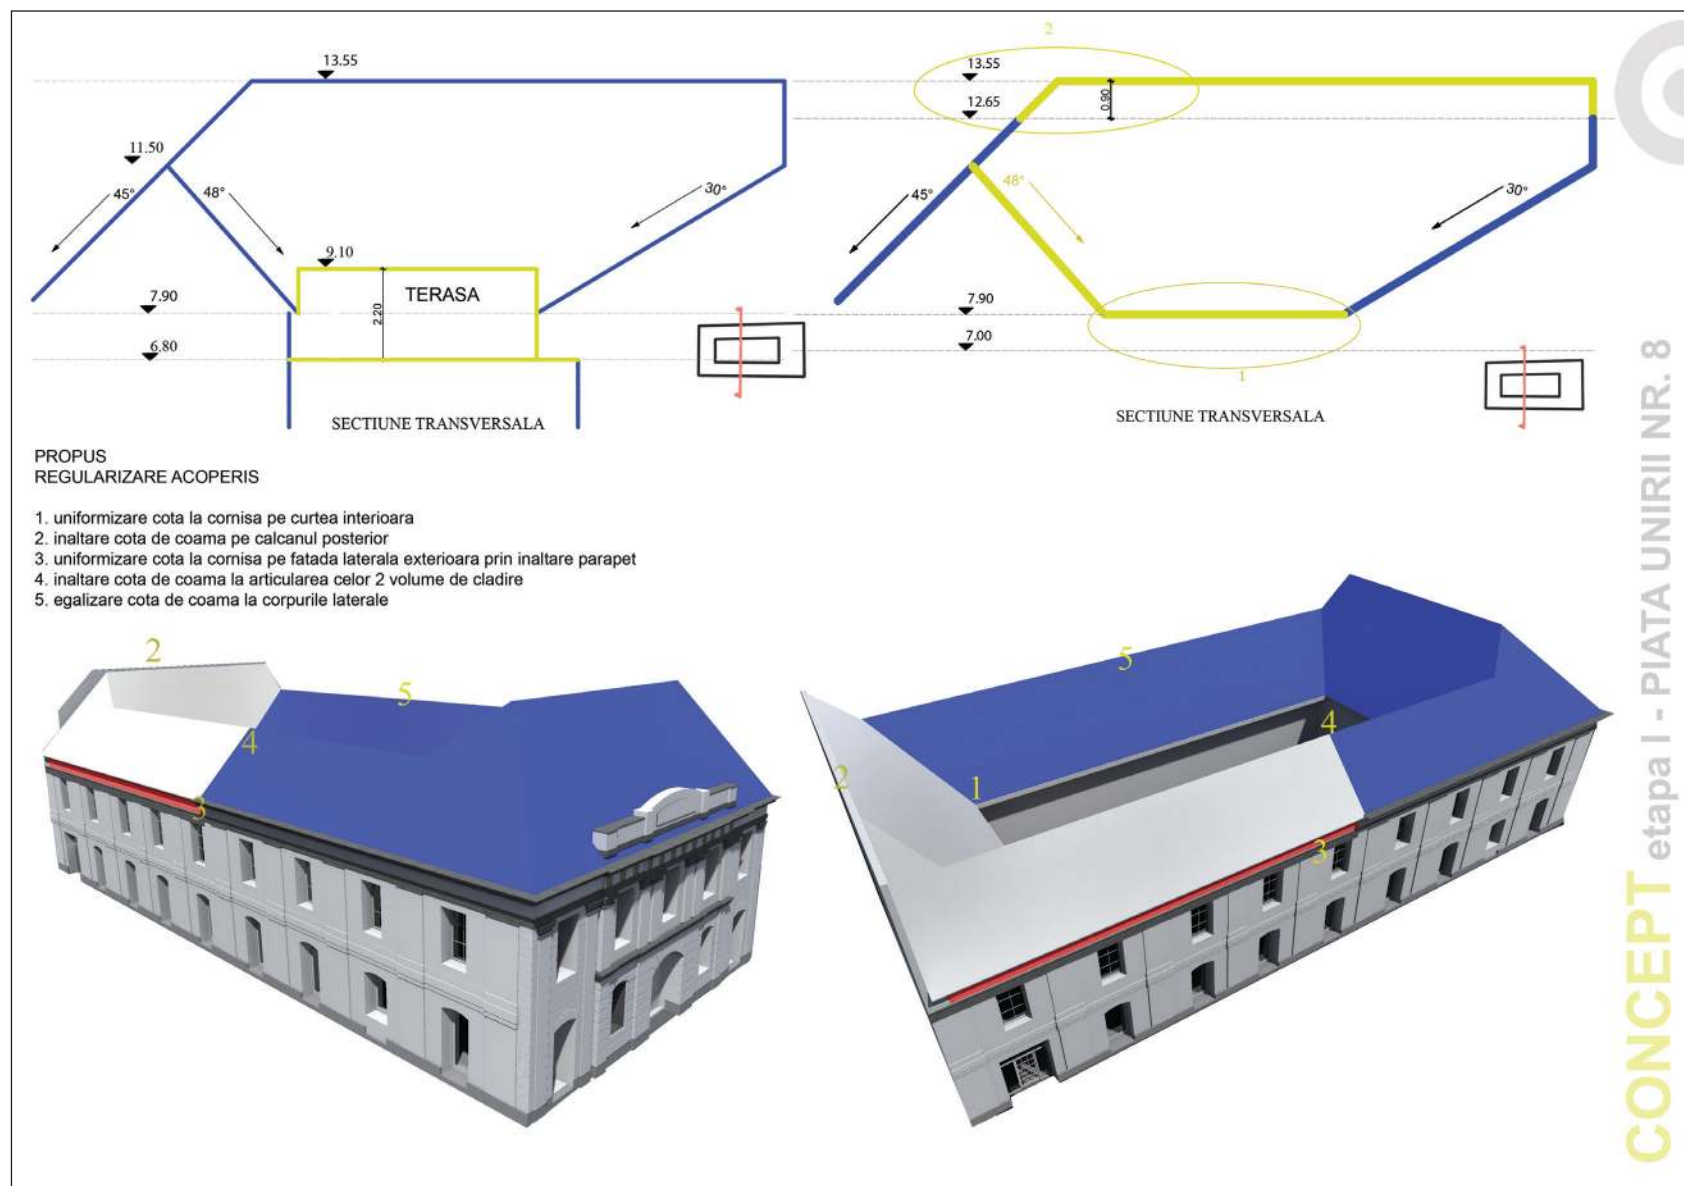 13.55
11.50
45°
48°
30°
9.10
TERASA
2.20
7.90
6.80
SECTIUNE TRANSVERSALA
2
13.55
12.65
0.90
45°
48°
30°
7.90
7.00
1
SECTIUNE TRANSVERSALA
PROPUS
REGULARIZARE ACOPERIS
1. uniformizare cota la cornisa pe curtea interioara
2. inaltare cota de coama pe calcanul posterior
3. uniformizare cota la cornisa pe fatada laterala exterioara prin inaltare parapet
4. inaltare cota de coama la articularea celor 2 volume de cladire
5. egalizare cota de coama la corpurile laterale
2
5
4
3
5
4
2
1
3
CONCEPT etapa I - PIATA UNIRII NR. 8